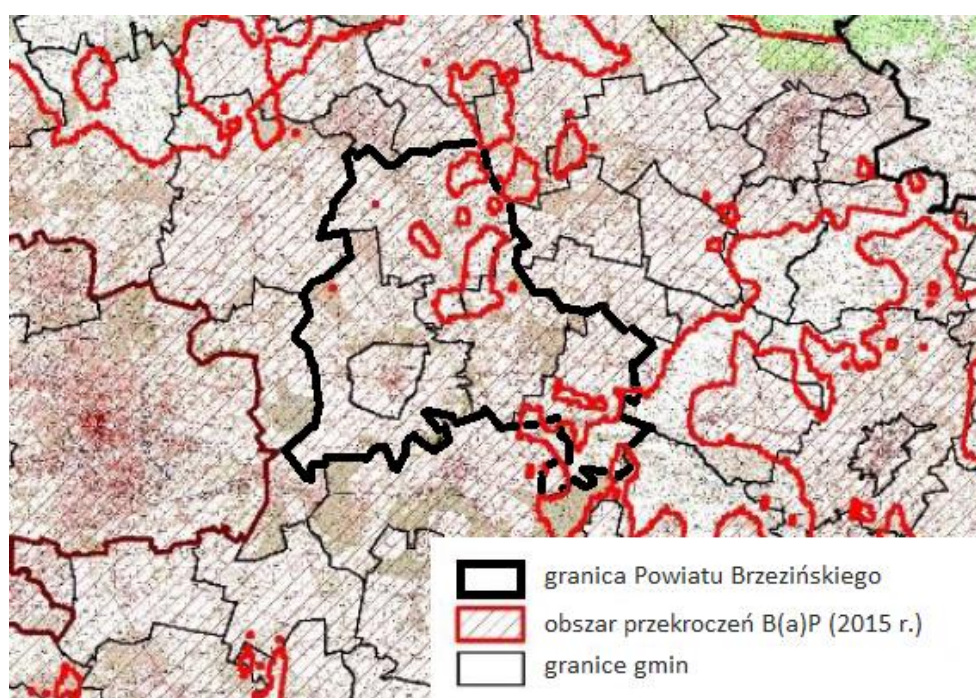 granica Powiatu Brzezińskiego
obszar przekroczeń B(a)P (2015 r.)
granice gmin